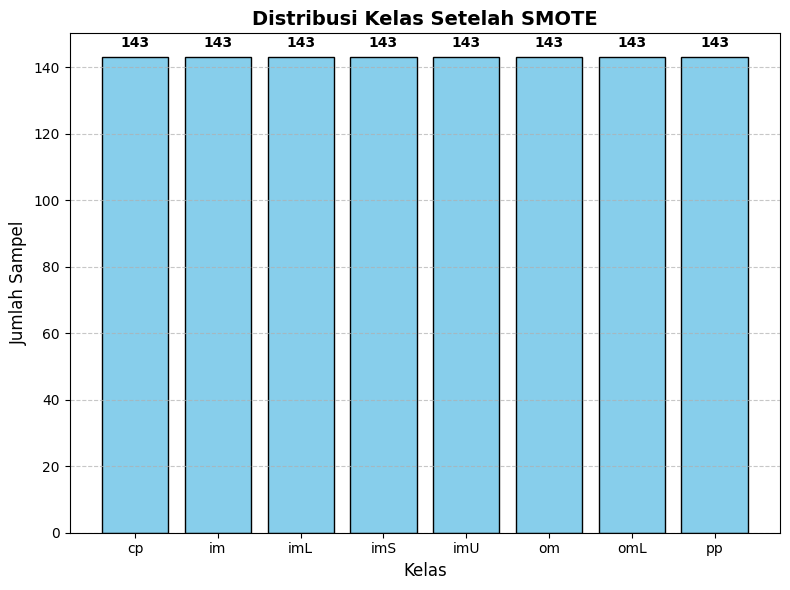 Distribusi Kelas Setelah SMOTE
143 143 143 143 143 143 143 143
140
120
100
80
60
40
20
0
Jumlah Sampel
cp im imL imS imU om omL pp
Kelas